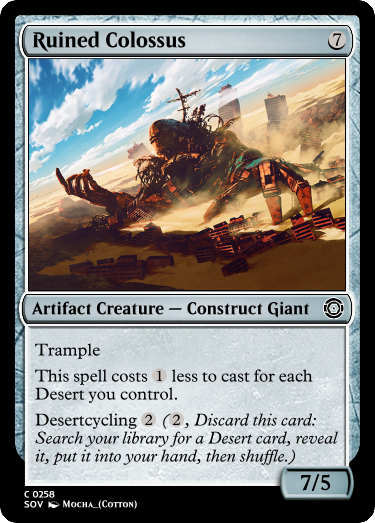 Ruined Colossus 7
Artifact Creature — Construct Giant
Trample
This spell costs 1 less to cast for each
Desert you control.
Desertcycling 2 (2, Discard this card:
Search your library for a Desert card, reveal
it, put it into your hand, then shuffle.)
7/5
C 0258
SOV Mocha_(Cotton)